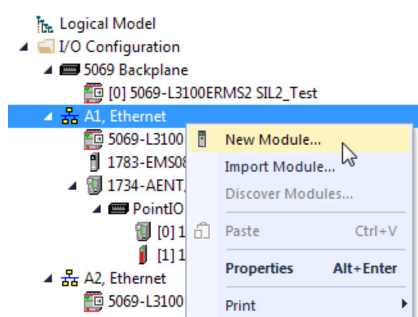 Logical Model
I/O Configuration
5069 Backplane
[0] 5069-L3100ERMS2 SIL2_Test
A1, Ethernet
5069-L3100
New Module...
1783-EMS08
Import Module...
1734-AENT,
Discover Modules...
PointIO
[0] 1
Paste Ctrl+V
[1] 1
Properties Alt+Enter
A2, Ethernet
5069-L3100
Print